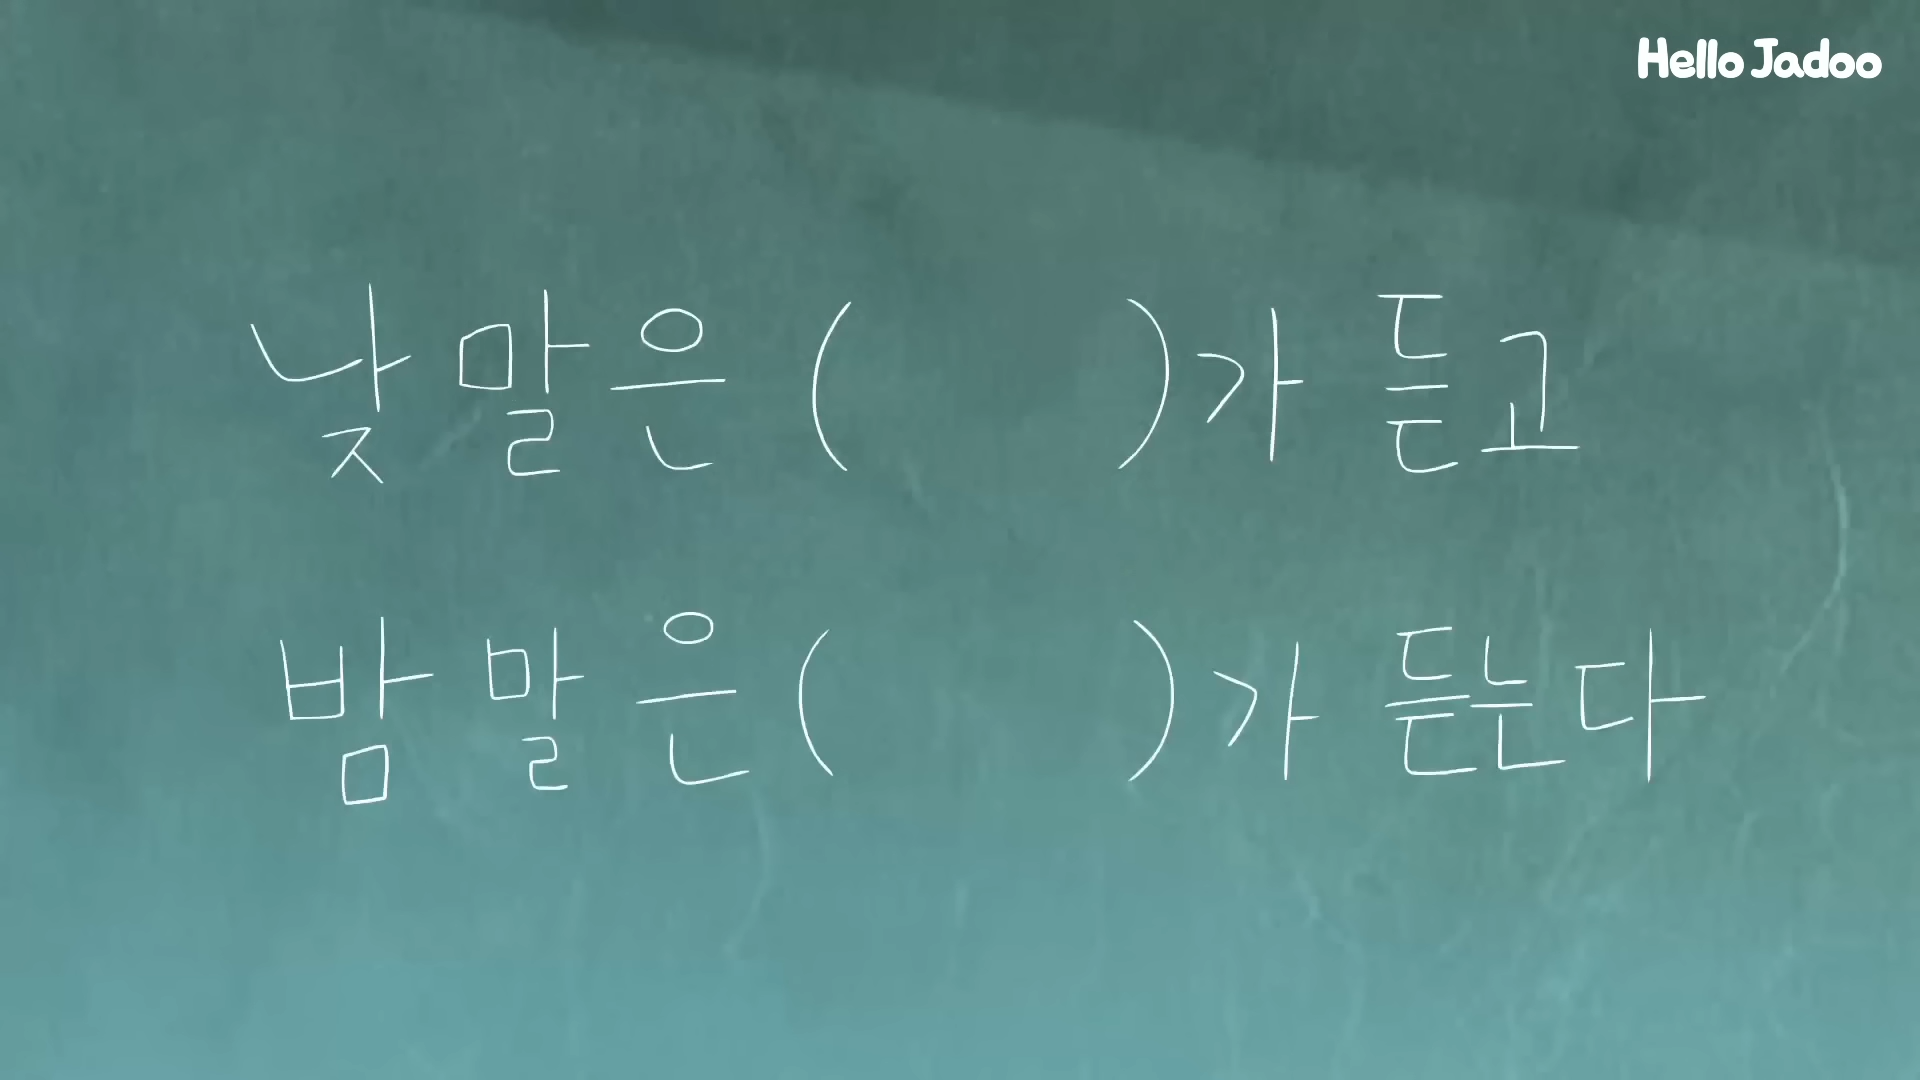 Hello Jadoo
낮말은 (     )가 듣고
밤말은 (     )가 듣는다